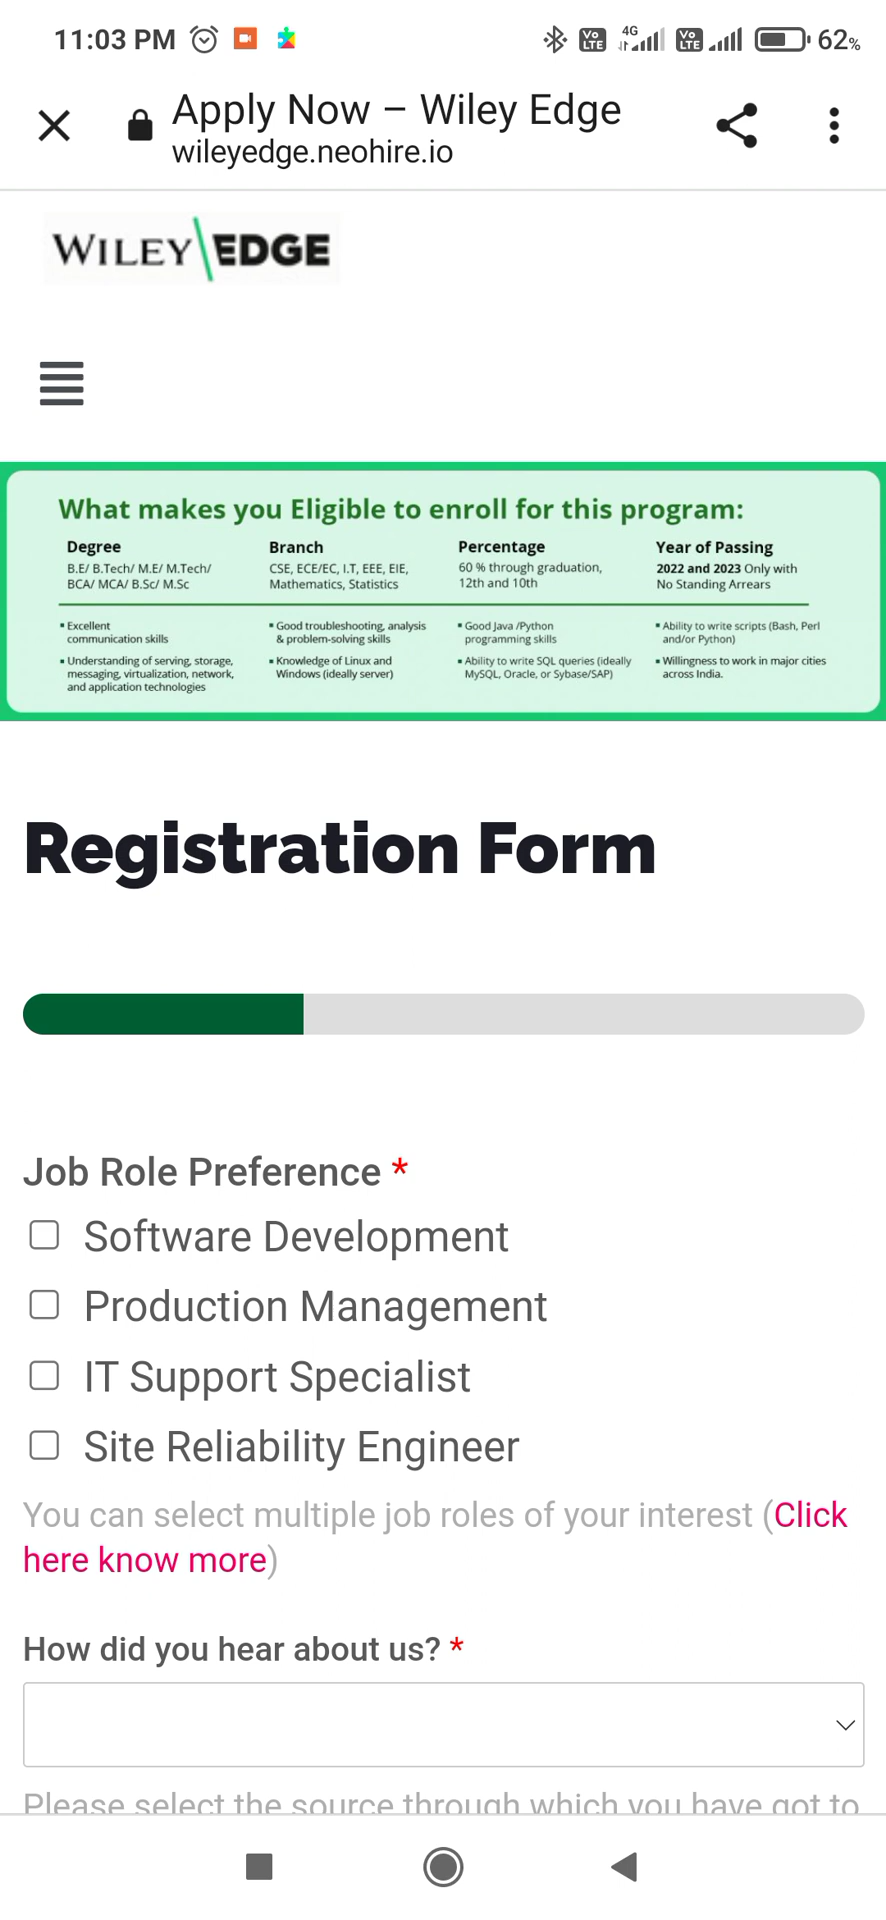 11:03 PM
Vo LTE 4G Vo LTE 62%
Apply Now – Wiley Edge
wileyedge.neohire.io
WILEY\EDGE
What makes you Eligible to enroll for this program:
Degree Branch Percentage Year of Passing
B.E/ B.Tech/ M.E/ M.Tech/ CSE, ECE/EC, I.T, EEE, EIE, 60 % through graduation, 2022 and 2023 Only with
BCA/ MCA/ B.Sc/ M.Sc Mathematics, Statistics 12th and 10th No Standing Arrears
▪ Excellent ▪ Good troubleshooting, analysis ▪ Good Java /Python ▪ Ability to write scripts (Bash, Perl
communication skills & problem-solving skills programming skills and/or Python)
▪ Understanding of serving, storage, ▪ Knowledge of Linux and ▪ Ability to write SQL queries (ideally ▪ Willingness to work in major cities
messaging, virtualization, network, Windows (ideally server) MySQL, Oracle, or Sybase/SAP) across India.
and application technologies
Registration Form
Job Role Preference *
Software Development
Production Management
IT Support Specialist
Site Reliability Engineer
You can select multiple job roles of your interest (Click
here know more)
How did you hear about us? *
Please select the source through which you have got to